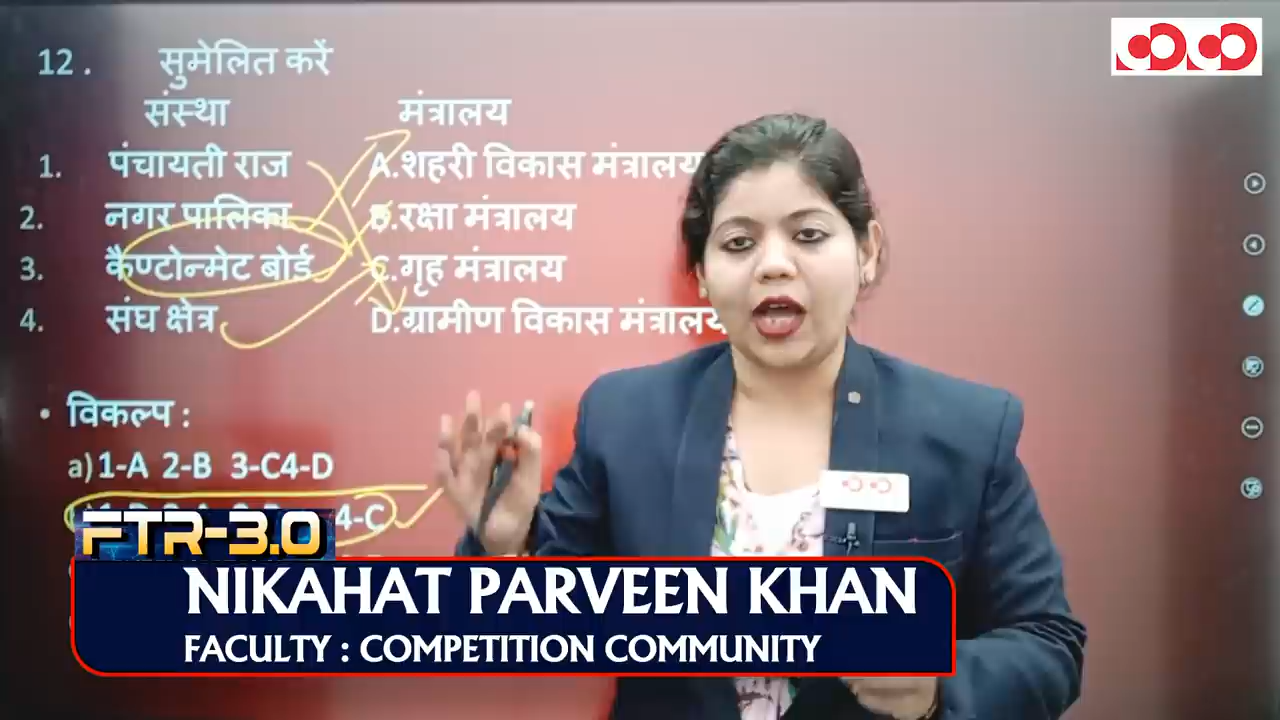 12 . सुमेलित करें
संस्था मंत्रालय
1. पंचायती राज A.शहरी विकास मंत्रालय
2. नगर पालिका B.रक्षा मंत्रालय
3. कैण्टोन्मेट बोर्ड C.गृह मंत्रालय
4. संघ क्षेत्र D.ग्रामीण विकास मंत्रालय
• विकल्प :
a) 1-A 2-B 3-C4-D
4-C
FTR-3.0
NIKAHAT PARVEEN KHAN
FACULTY : COMPETITION COMMUNITY